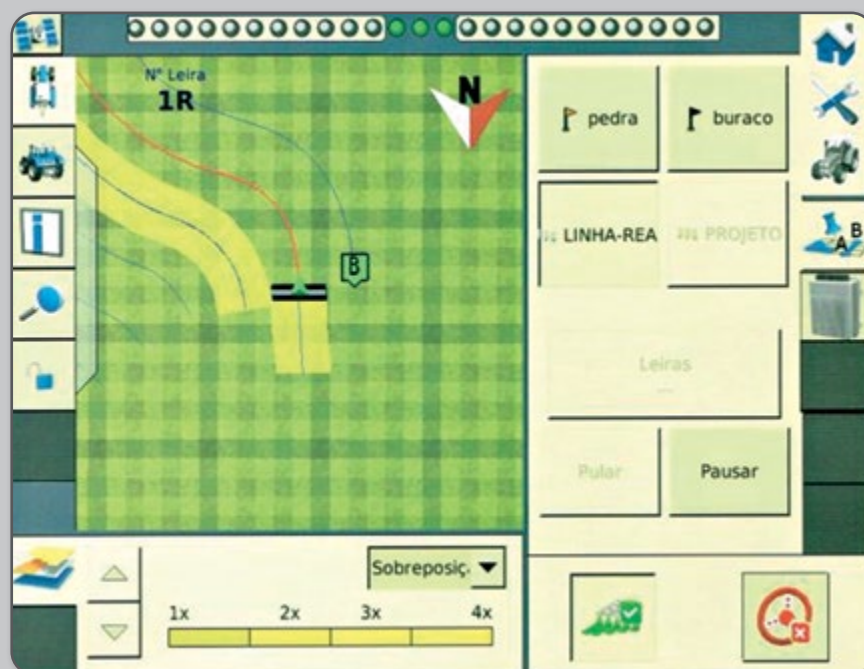 Nº Leira
1R
N
B
pedra
buraco
LINHA-REA
PROJETO
Leiras
---
Pular
Pausar
A B
Sobreposiç.
1x 2x 3x 4x